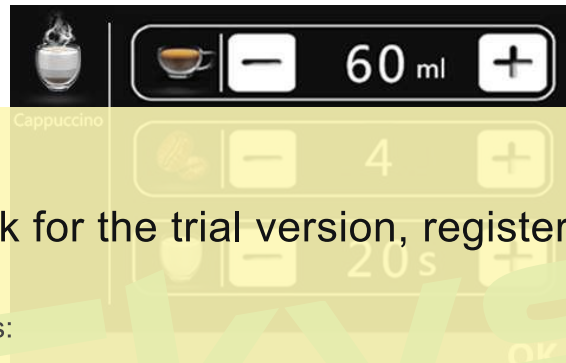 60 ml
Cappuccino
4
k for the trial version, register
20s
s:
OK